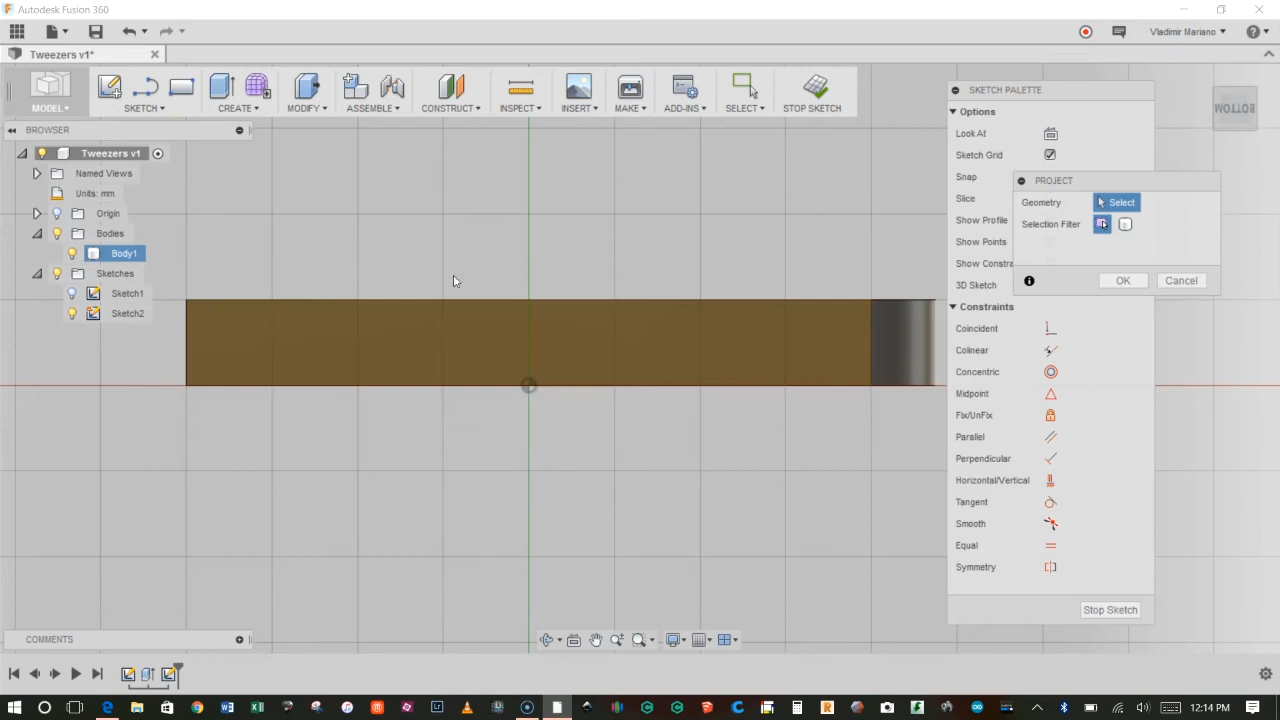 Autodesk Fusion 360
Vladimir Mariano
Tweezers v1*
MODEL
SKETCH
CREATE
MODIFY
ASSEMBLE
CONSTRUCT
INSPECT
INSERT
MAKE
ADD-INS
SELECT
STOP SKETCH
BROWSER
Tweezers v1
Named Views
Units: mm
Origin
Bodies
Body1
Sketches
Sketch1
Sketch2
BOTTOM
SKETCH PALETTE
Options
Look At
Sketch Grid
Snap
Slice
Show Profile
Show Points
Show Constra
3D Sketch
PROJECT
Geometry
Select
Selection Filter
OK
Cancel
Constraints
Coincident
Colinear
Concentric
Midpoint
Fix/UnFix
Parallel
Perpendicular
Horizontal/Vertical
Tangent
Smooth
Equal
Symmetry
Stop Sketch
COMMENTS
12:14 PM